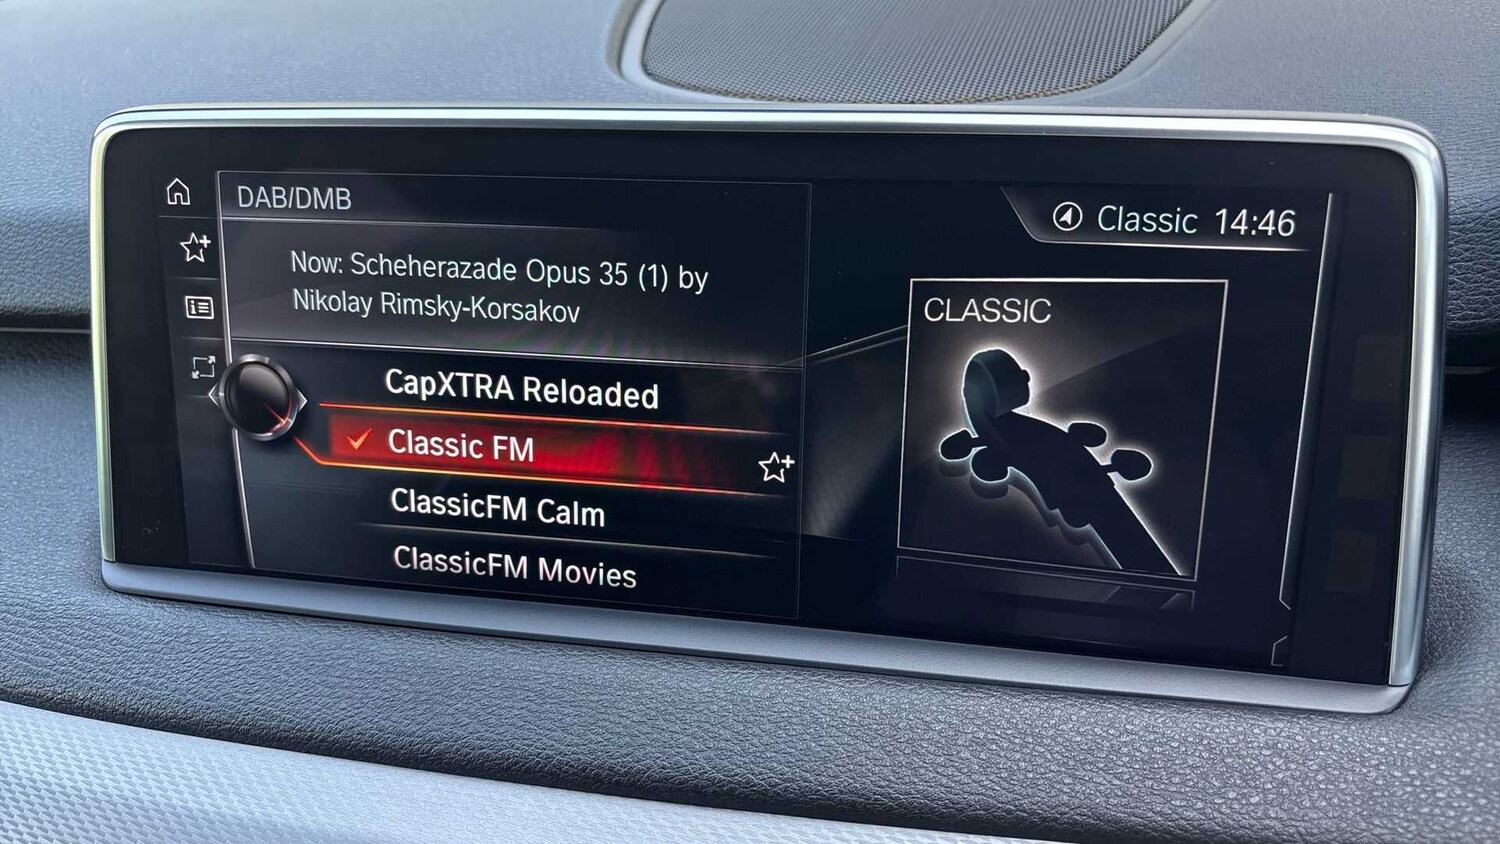 DAB/DMB
Classic 14:46
Now: Scheherazade Opus 35 (1) by
Nikolay Rimsky-Korsakov
CapXTRA Reloaded
Classic FM
ClassicFM Calm
ClassicFM Movies
CLASSIC